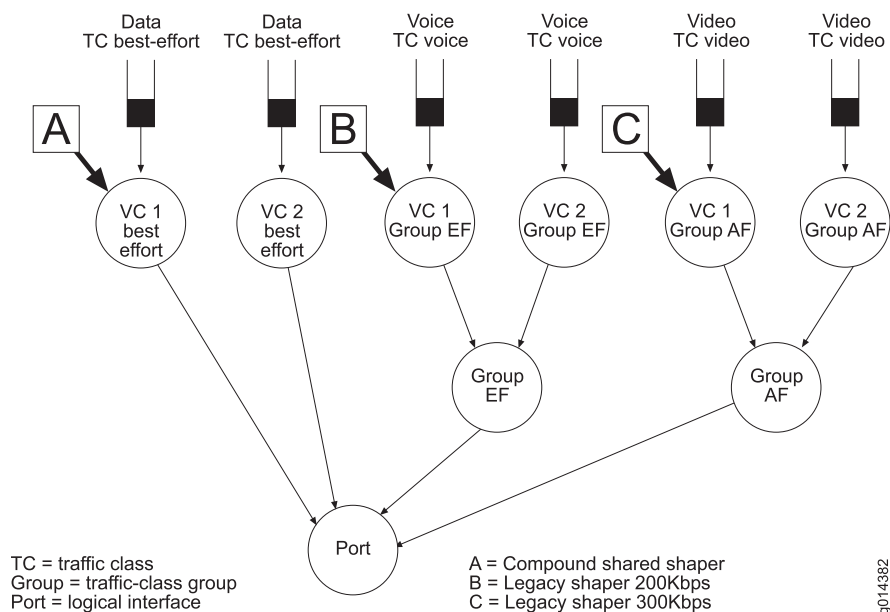 Data
TC best-effort
Data
TC best-effort
Voice
TC voice
Voice
TC voice
Video
TC video
Video
TC video
A
B
C
VC 1
best
effort
VC 2
best
effort
VC 1
Group EF
VC 2
Group EF
VC 1
Group AF
VC 2
Group AF
Group
EF
Group
AF
Port
TC = traffic class
Group = traffic-class group
Port = logical interface
A = Compound shared shaper
B = Legacy shaper 200Kbps
C = Legacy shaper 300Kbps
g014382